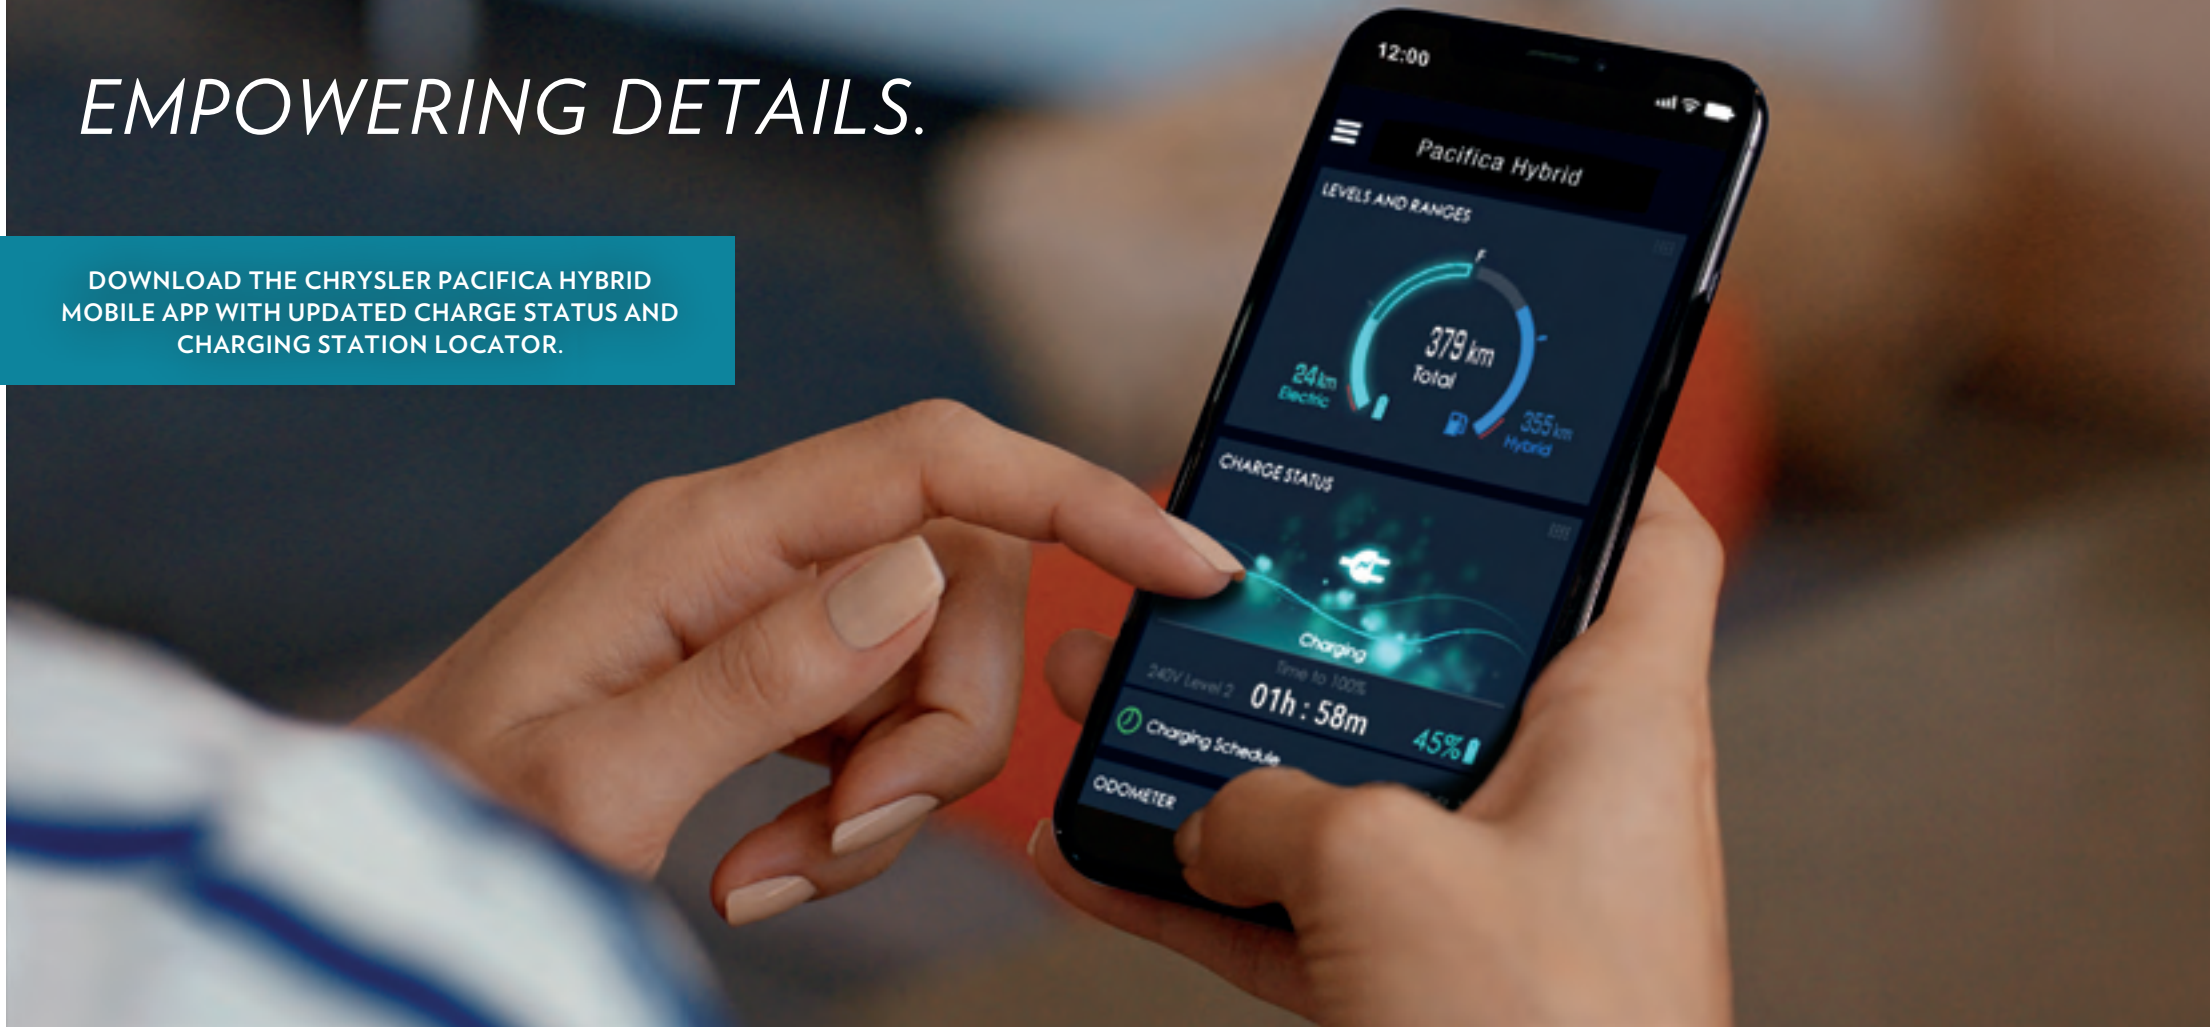 EMPOWERING DETAILS.
DOWNLOAD THE CHRYSLER PACIFICA HYBRID
MOBILE APP WITH UPDATED CHARGE STATUS AND
CHARGING STATION LOCATOR.
12:00
Pacifica Hybrid
LEVELS AND RANGES
F
379 km
Total
24 km
Electric
355 km
Hybrid
CHARGE STATUS
Charging
Time to 100%
240V Level 2
01h : 58m
45%
Charging Schedule
ODOMETER